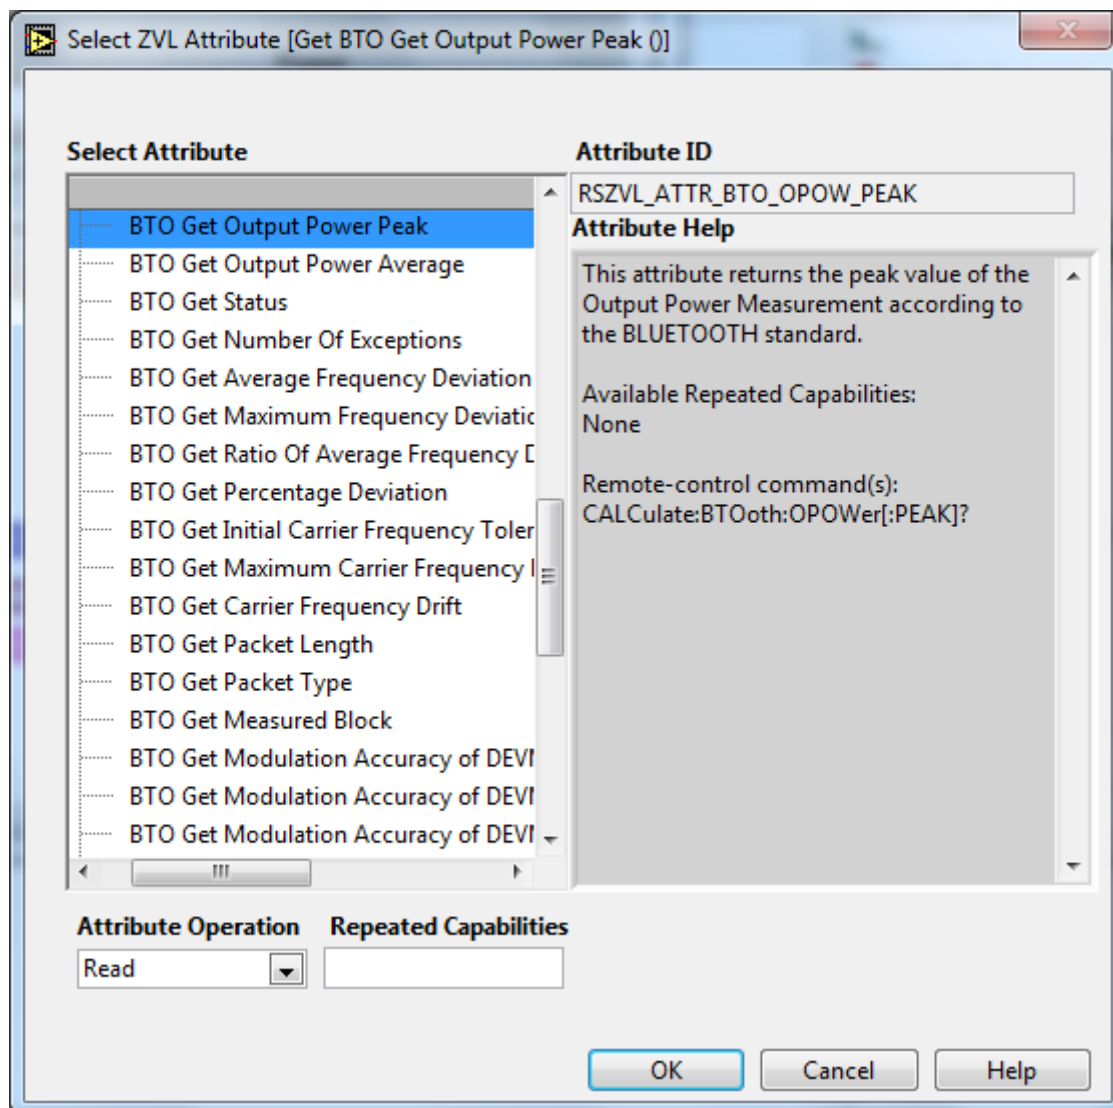 Select ZVL Attribute [Get BTO Get Output Power Peak ()]
Select Attribute
BTO Get Output Power Peak
BTO Get Output Power Average
BTO Get Status
BTO Get Number Of Exceptions
BTO Get Average Frequency Deviation
BTO Get Maximum Frequency Deviatio
BTO Get Ratio Of Average Frequency D
BTO Get Percentage Deviation
BTO Get Initial Carrier Frequency Toler
BTO Get Maximum Carrier Frequency
BTO Get Carrier Frequency Drift
BTO Get Packet Length
BTO Get Packet Type
BTO Get Measured Block
BTO Get Modulation Accuracy of DEVM
BTO Get Modulation Accuracy of DEVM
BTO Get Modulation Accuracy of DEVM
Attribute ID
RSZVL_ATTR_BTO_OPOW_PEAK
Attribute Help
This attribute returns the peak value of the
Output Power Measurement according to
the BLUETOOTH standard.
Available Repeated Capabilities:
None
Remote-control command(s):
CALCulate:BTOoth:OPOWer[:PEAK]?
Attribute Operation
Read
Repeated Capabilities
OK
Cancel
Help